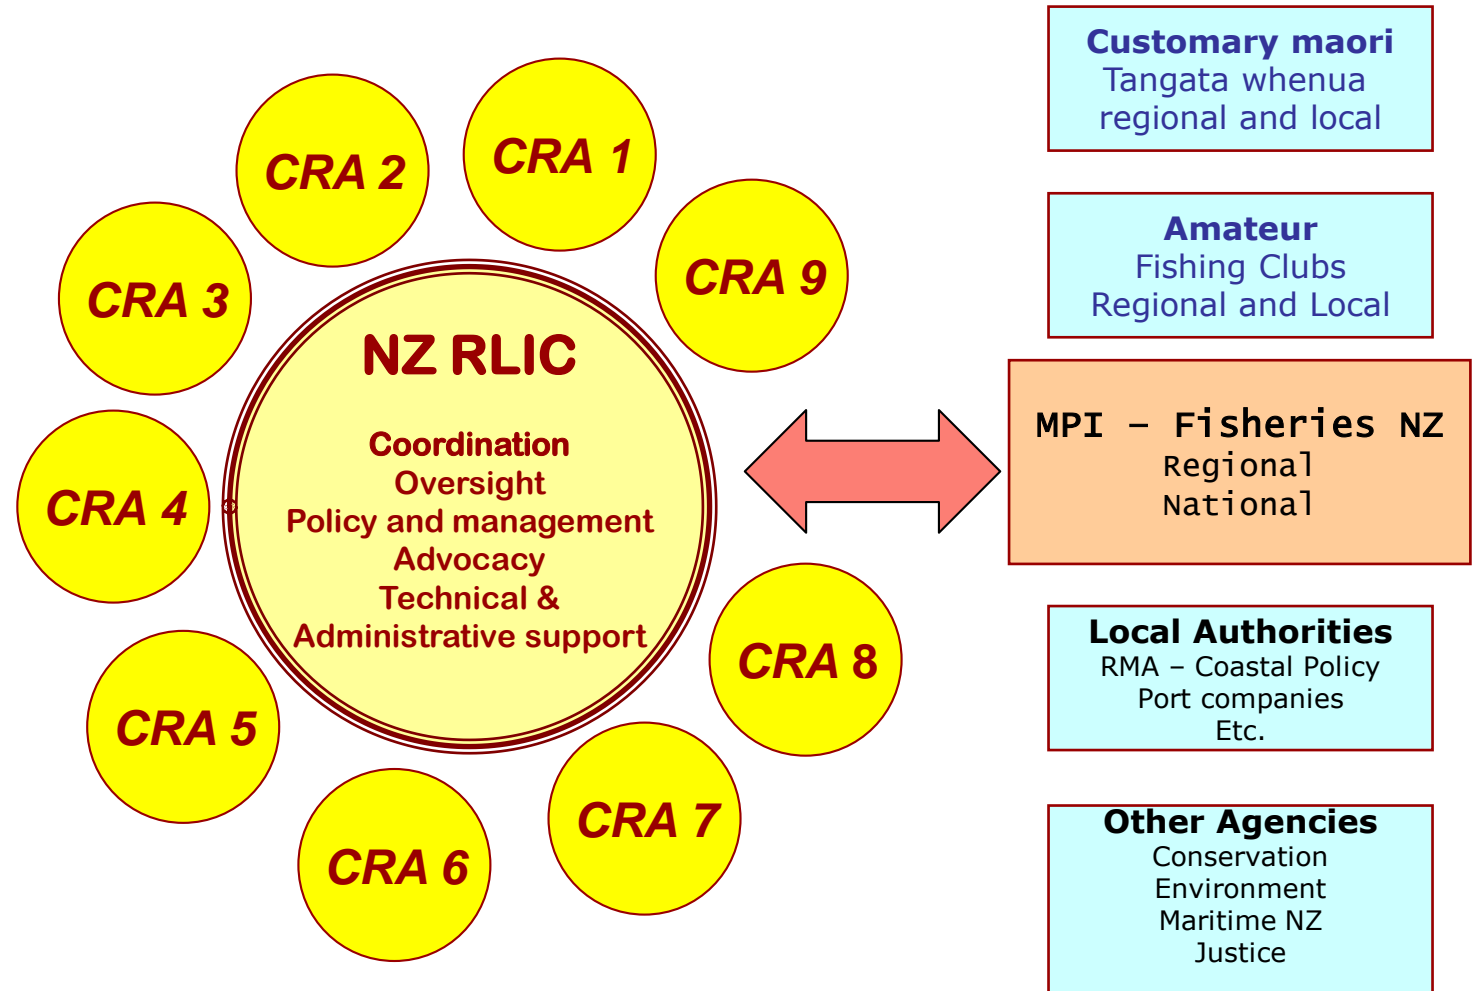 CRA 1
CRA 2
CRA 9
CRA 3
CRA 4
CRA 5
CRA 6
CRA 7
CRA 8
NZ RLIC
Coordination
Oversight
Policy and management
Advocacy
Technical &
Administrative support
Customary maori
Tangata whenua
regional and local
Amateur
Fishing Clubs
Regional and Local
MPI – Fisheries NZ
Regional
National
Local Authorities
RMA – Coastal Policy
Port companies
Etc.
Other Agencies
Conservation
Environment
Maritime NZ
Justice